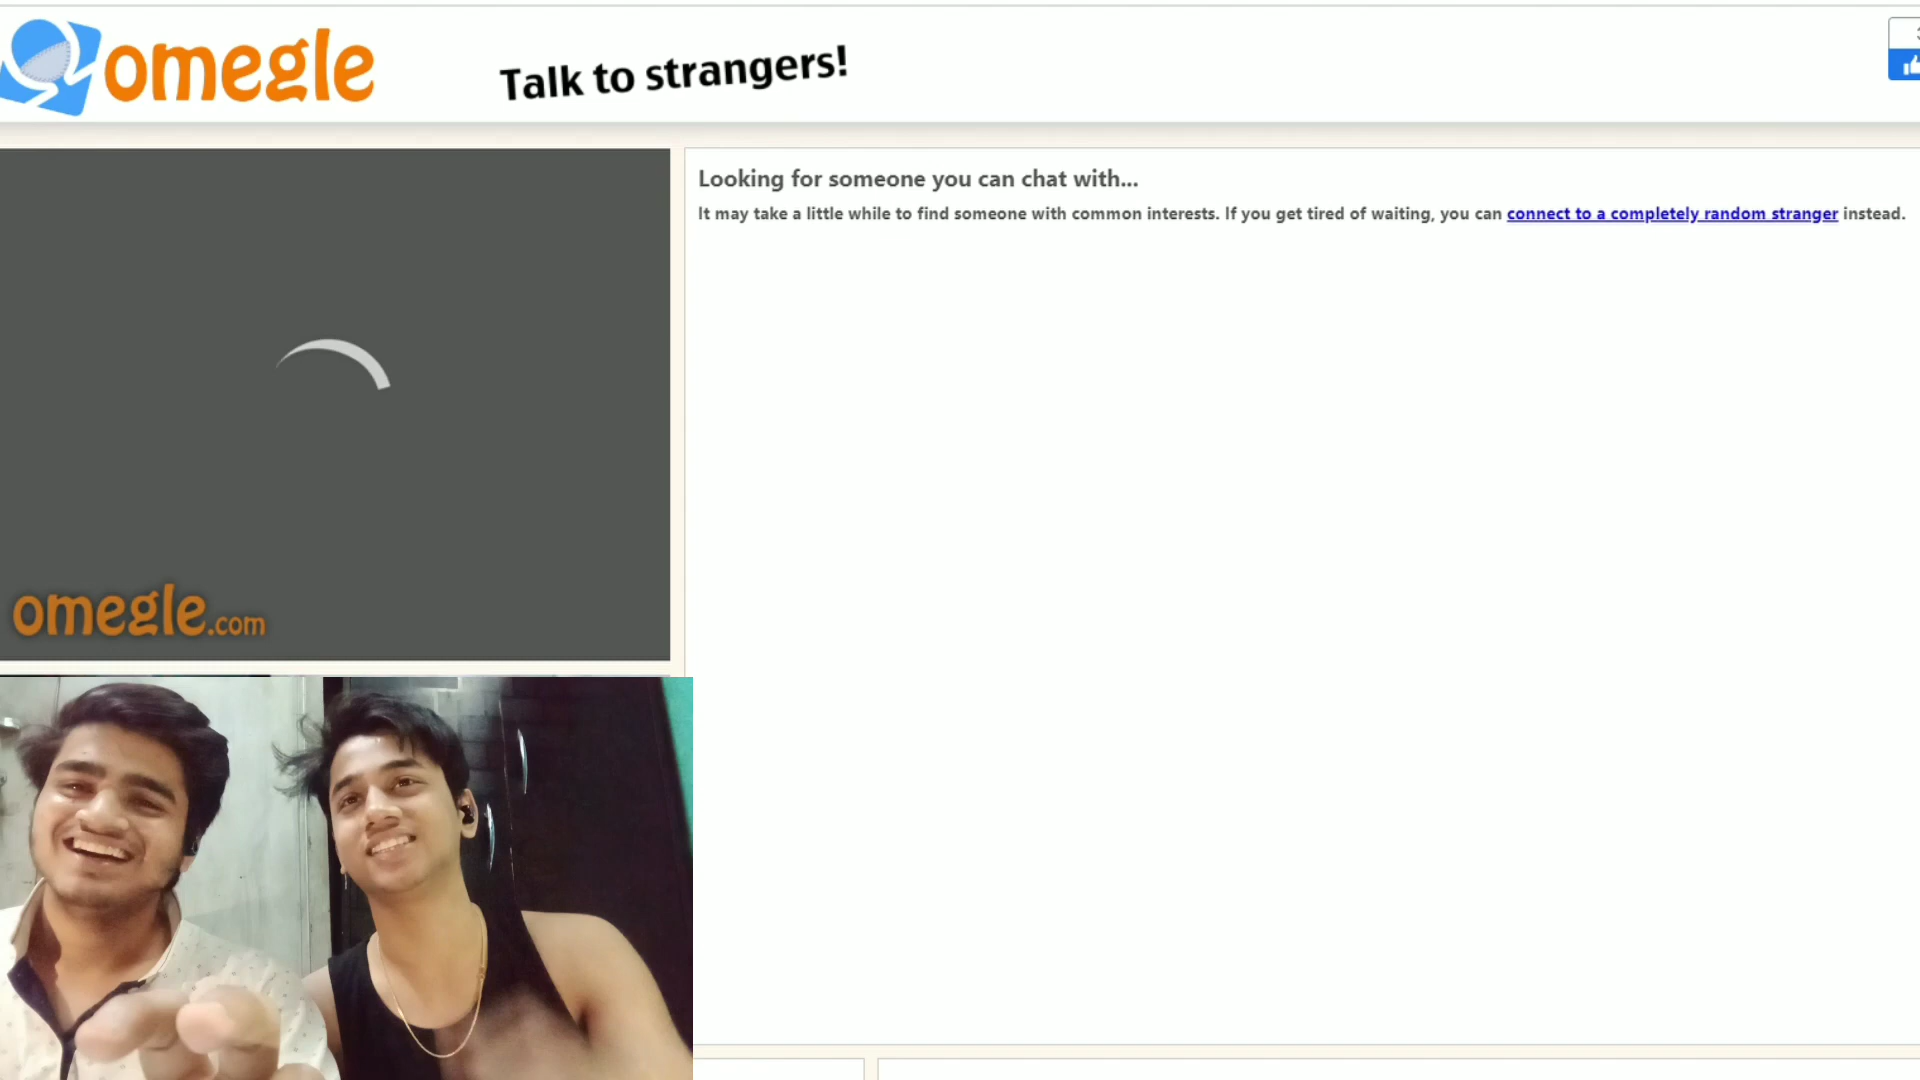 omegle
Talk to strangers!
Looking for someone you can chat with...
It may take a little while to find someone with common interests. If you get tired of waiting, you can connect to a completely random stranger instead.
omegle.com